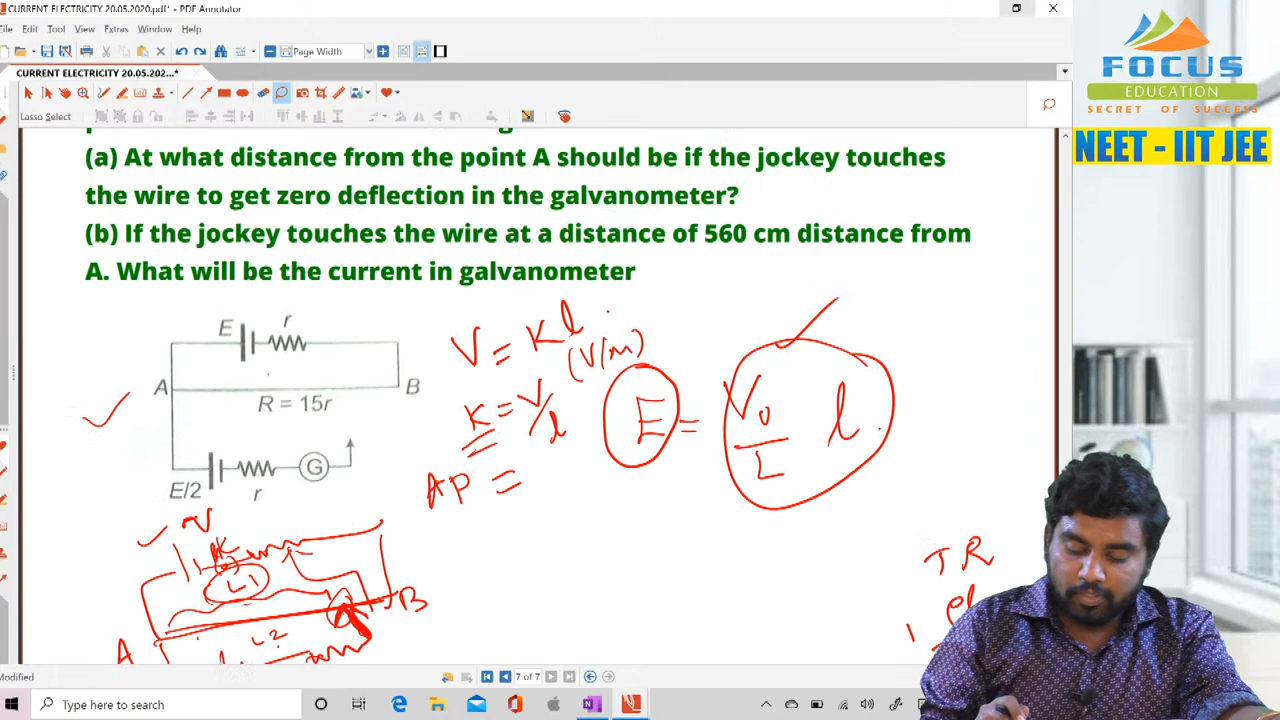 CURRENT ELECTRICITY 20.05.2020.pdf* - PDF Annotator
File Edit Tool View Extras Window Help
Page Width
CURRENT ELECTRICITY 20.05.202...*
Lasso Select
(a) At what distance from the point A should be if the jockey touches
the wire to get zero deflection in the galvanometer?
(b) If the jockey touches the wire at a distance of 560 cm distance from
A. What will be the current in galvanometer
E r
A B
R = 15r
G
E/2 r
V = Kl
(V/m)
K = V/l
E = V₀/L l
AP =
V
AK
L1
L2
A B
T R
FOCUS
EDUCATION
SECRET OF SUCCESS
NEET - IIT JEE
Modified
7 of 7
Type here to search